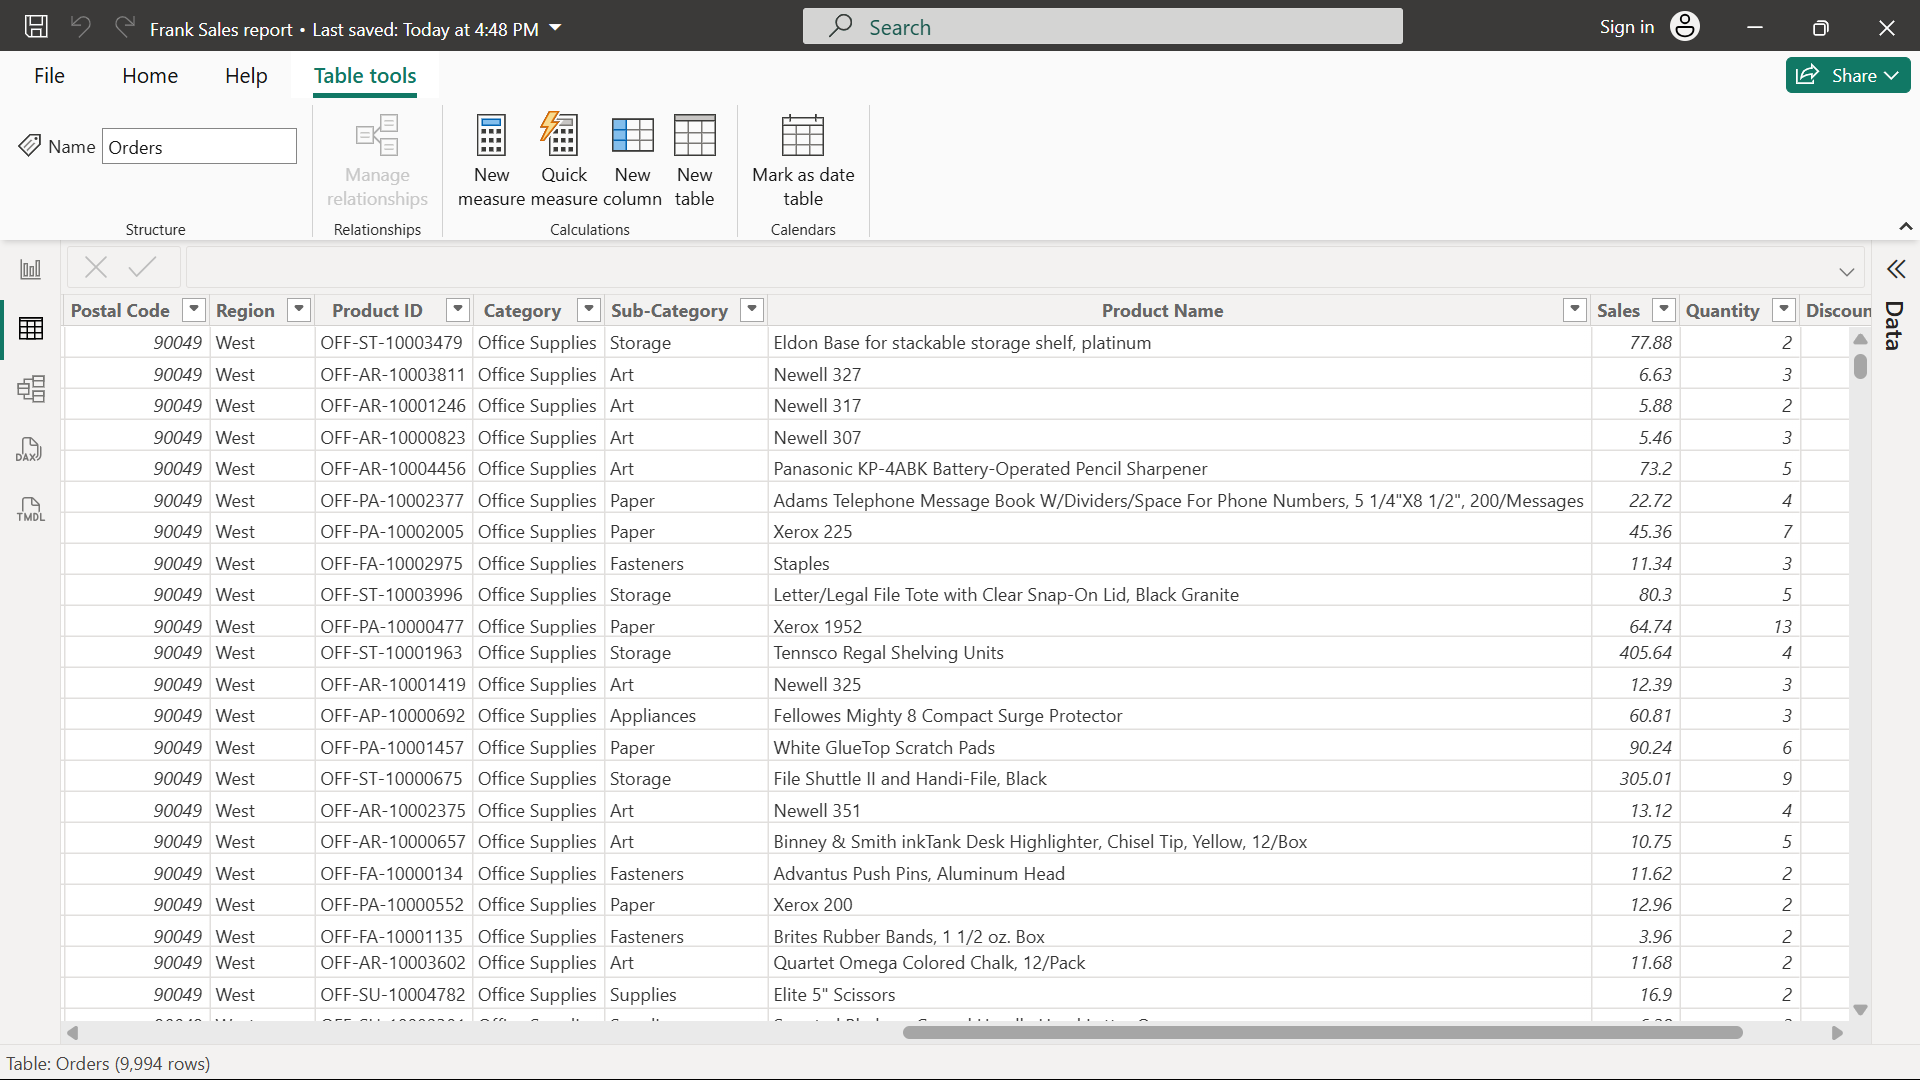 Frank Sales report • Last saved: Today at 4:48 PM
Search
Sign in
File Home Help Table tools
Share
Name Orders
Manage relationships
New measure
Quick measure
New column
New table
Mark as date table
Structure Relationships Calculations Calendars
DAX
TMDL
Data
Postal Code Region Product ID Category Sub-Category Product Name Sales Quantity Discoun
90049 West OFF-ST-10003479 Office Supplies Storage Eldon Base for stackable storage shelf, platinum 77.88 2
90049 West OFF-AR-10003811 Office Supplies Art Newell 327 6.63 3
90049 West OFF-AR-10001246 Office Supplies Art Newell 317 5.88 2
90049 West OFF-AR-10000823 Office Supplies Art Newell 307 5.46 3
90049 West OFF-AR-10004456 Office Supplies Art Panasonic KP-4ABK Battery-Operated Pencil Sharpener 73.2 5
90049 West OFF-PA-10002377 Office Supplies Paper Adams Telephone Message Book W/Dividers/Space For Phone Numbers, 5 1/4"X8 1/2", 200/Messages 22.72 4
90049 West OFF-PA-10002005 Office Supplies Paper Xerox 225 45.36 7
90049 West OFF-FA-10002975 Office Supplies Fasteners Staples 11.34 3
90049 West OFF-ST-10003996 Office Supplies Storage Letter/Legal File Tote with Clear Snap-On Lid, Black Granite 80.3 5
90049 West OFF-PA-10000477 Office Supplies Paper Xerox 1952 64.74 13
90049 West OFF-ST-10001963 Office Supplies Storage Tennsco Regal Shelving Units 405.64 4
90049 West OFF-AR-10001419 Office Supplies Art Newell 325 12.39 3
90049 West OFF-AP-10000692 Office Supplies Appliances Fellowes Mighty 8 Compact Surge Protector 60.81 3
90049 West OFF-PA-10001457 Office Supplies Paper White GlueTop Scratch Pads 90.24 6
90049 West OFF-ST-10000675 Office Supplies Storage File Shuttle II and Handi-File, Black 305.01 9
90049 West OFF-AR-10002375 Office Supplies Art Newell 351 13.12 4
90049 West OFF-AR-10000657 Office Supplies Art Binney & Smith inkTank Desk Highlighter, Chisel Tip, Yellow, 12/Box 10.75 5
90049 West OFF-FA-10000134 Office Supplies Fasteners Advantus Push Pins, Aluminum Head 11.62 2
90049 West OFF-PA-10000552 Office Supplies Paper Xerox 200 12.96 2
90049 West OFF-FA-10001135 Office Supplies Fasteners Brites Rubber Bands, 1 1/2 oz. Box 3.96 2
90049 West OFF-AR-10003602 Office Supplies Art Quartet Omega Colored Chalk, 12/Pack 11.68 2
90049 West OFF-SU-10004782 Office Supplies Supplies Elite 5" Scissors 16.9 2
Table: Orders (9,994 rows)